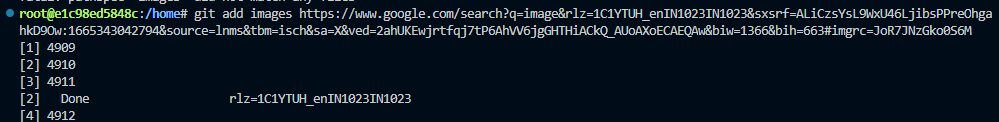 root@e1c98ed5848c:/home# git add images https://www.google.com/search?q=image&rlz=1C1YTUH_enIN1023IN1023&sxsrf=ALiCzsYsL9WxU46LjibsPPreOhga
hkD9Ow:1665343042794&source=lnms&tbm=isch&sa=X&ved=2ahUKEwjrtfqj7tP6AhVV6jgGHTHiACkQ_AUoAXoECAEQAw&biw=1366&bih=663#imgrc=JoR7JNzGko0S6M
[1] 4909
[2] 4910
[3] 4911
[2] Done rlz=1C1YTUH_enIN1023IN1023
[4] 4912